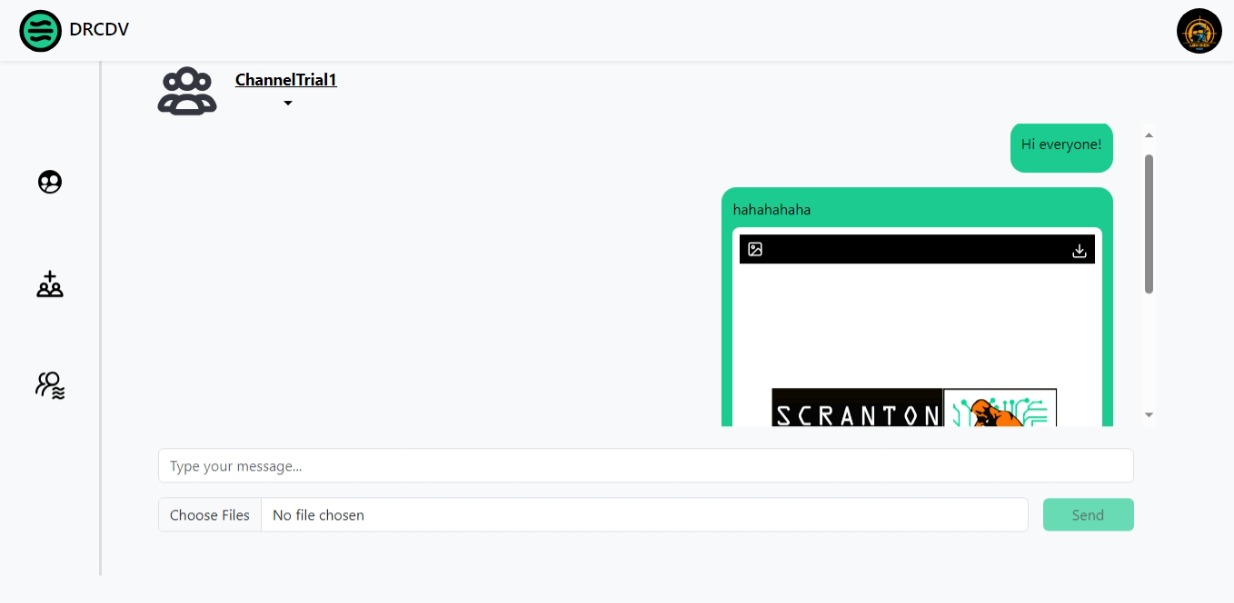 DRCDV
ChannelTrial1
Hi everyone!
hahahahaha
SCRANTON
Type your message...
Choose Files No file chosen
Send